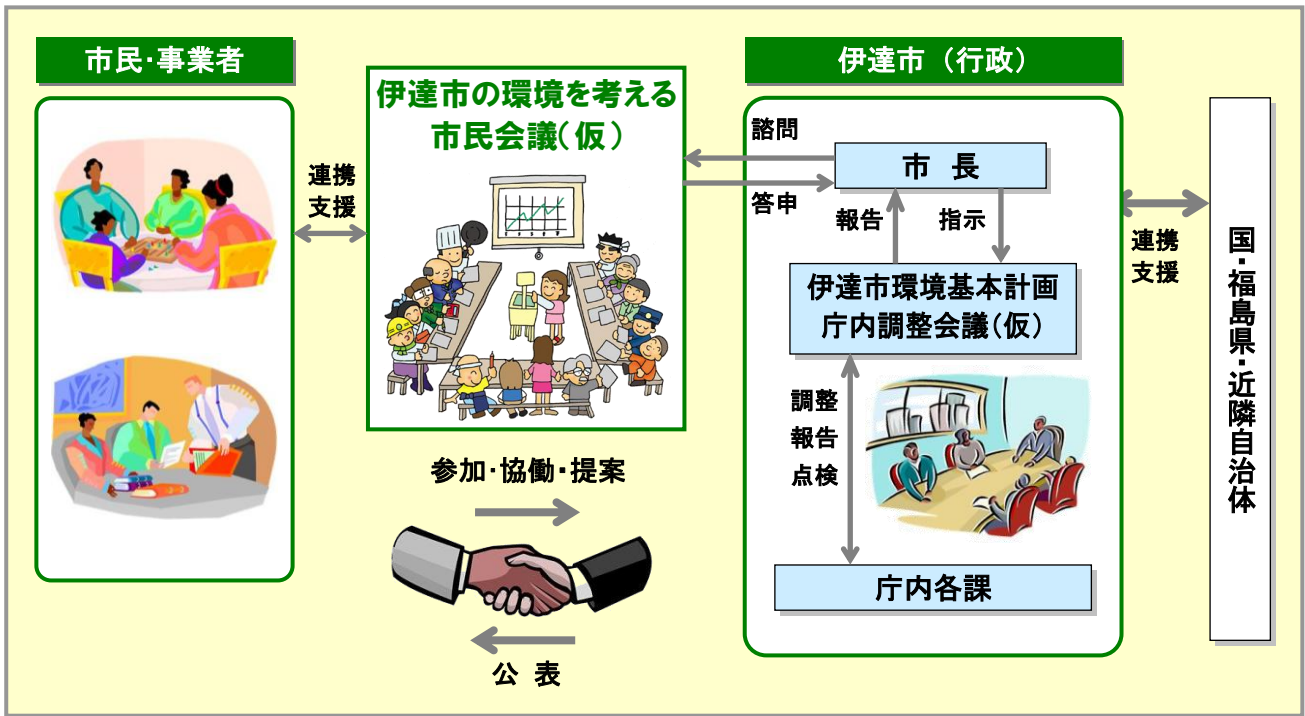 市民･事業者
連携
支援
伊達市の環境を考える
市民会議(仮)
参加･協働･提案
公 表
伊達市（行政）
諮問
答申
市 長
報告
指示
伊達市環境基本計画
庁内調整会議(仮)
調整
報告
点検
庁内各課
連携
支援
国・福島県・近隣自治体